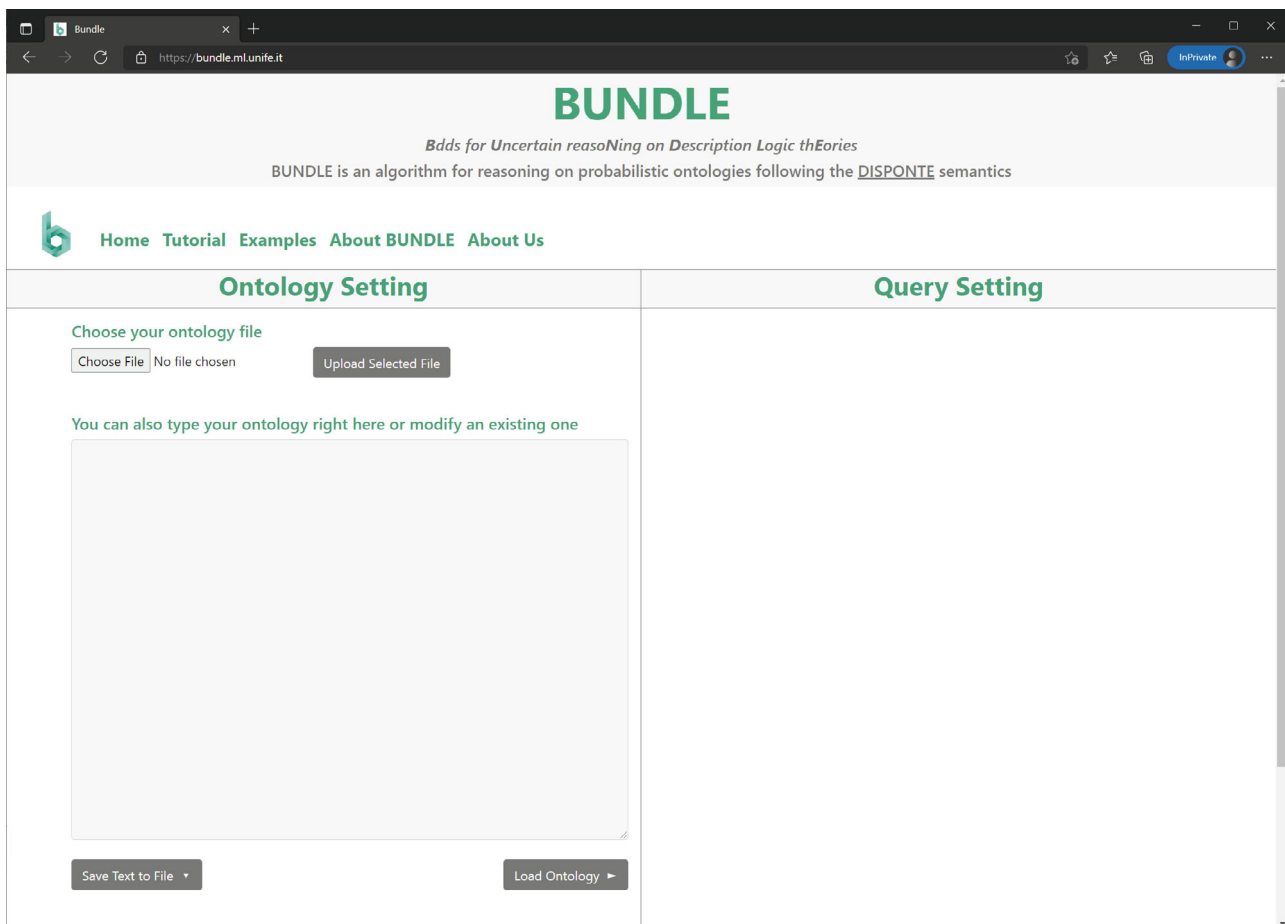 Bundle
https://bundle.ml.unife.it
InPrivate
BUNDLE
Bdds for Uncertain reasoNing on Description Logic thEories
BUNDLE is an algorithm for reasoning on probabilistic ontologies following the DISPONTE semantics
Home Tutorial Examples About BUNDLE About Us
Ontology Setting
Query Setting
Choose your ontology file
Choose File No file chosen
Upload Selected File
You can also type your ontology right here or modify an existing one
Save Text to File
Load Ontology